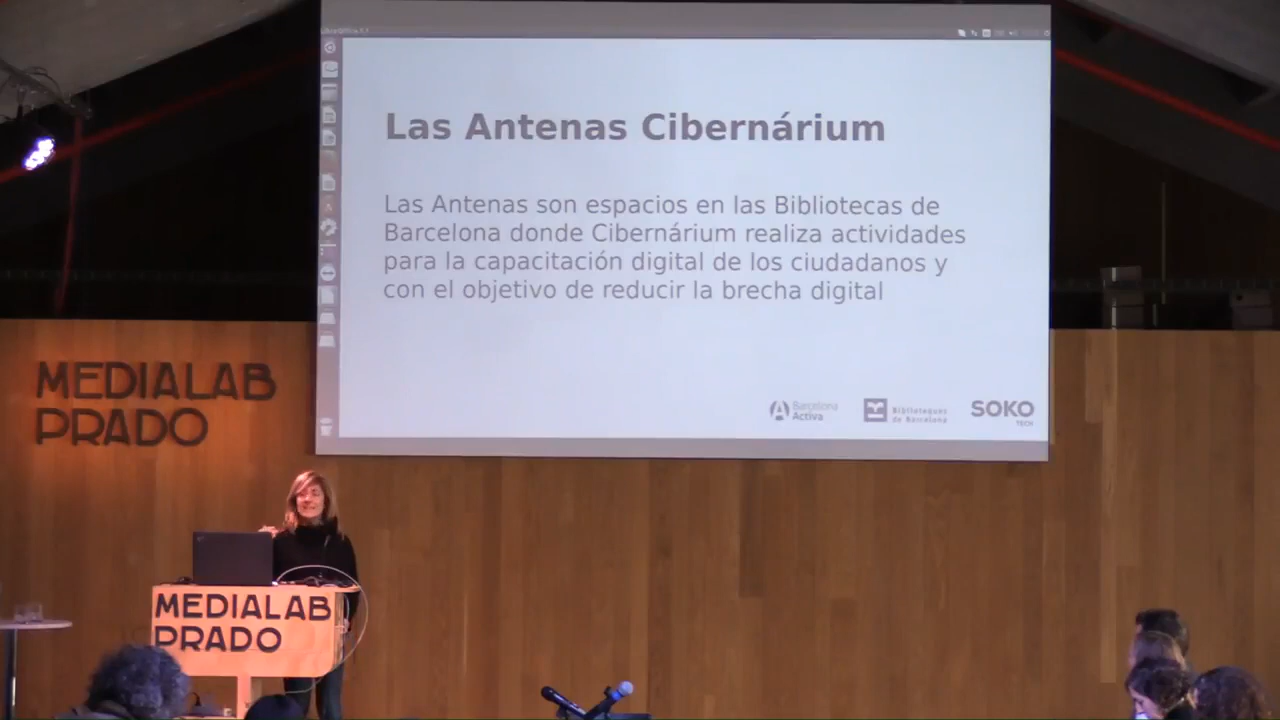 Las Antenas Cibernárium
Las Antenas son espacios en las Bibliotecas de
Barcelona donde Cibernárium realiza actividades
para la capacitación digital de los ciudadanos y
con el objetivo de reducir la brecha digital
Barcelona
Activa
Biblioteques
de Barcelona
SOKO
TECH
MEDIALAB
PRADO
MEDIALAB
PRADO